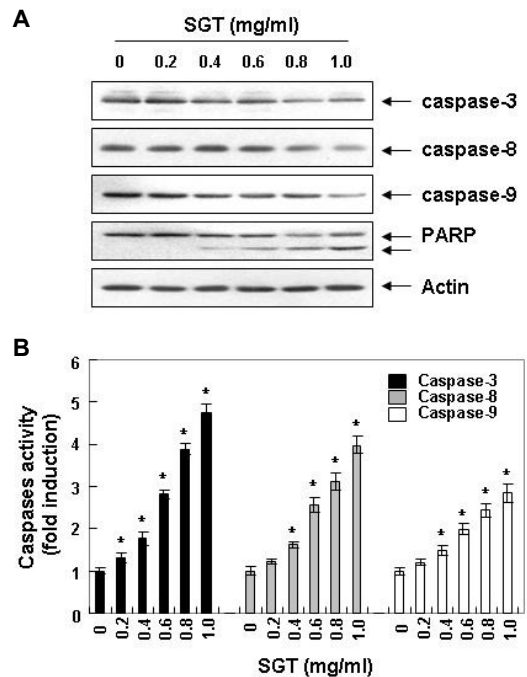 A
SGT (mg/ml)
0 0.2 0.4 0.6 0.8 1.0
caspase-3
caspase-8
caspase-9
PARP
Actin
B
Caspases activity
(fold induction)
6
5
4
3
2
1
0
Caspase-3
Caspase-8
Caspase-9
* * * * *
* * * *
* * * *
0 0.2 0.4 0.6 0.8 1.0 0 0.2 0.4 0.6 0.8 1.0 0 0.2 0.4 0.6 0.8 1.0
SGT (mg/ml)